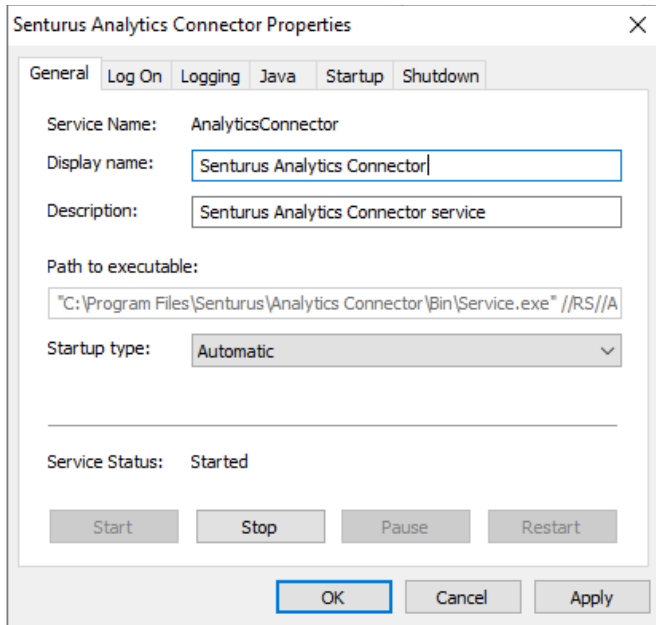 Senturus Analytics Connector Properties
General Log On Logging Java Startup Shutdown
Service Name: AnalyticsConnector
Display name: Senturus Analytics Connector
Description: Senturus Analytics Connector service
Path to executable:
"C:\Program Files\Senturus\Analytics Connector\Bin\Service.exe" //RS//A
Startup type: Automatic
Service Status: Started
Start Stop Pause Restart
OK Cancel Apply